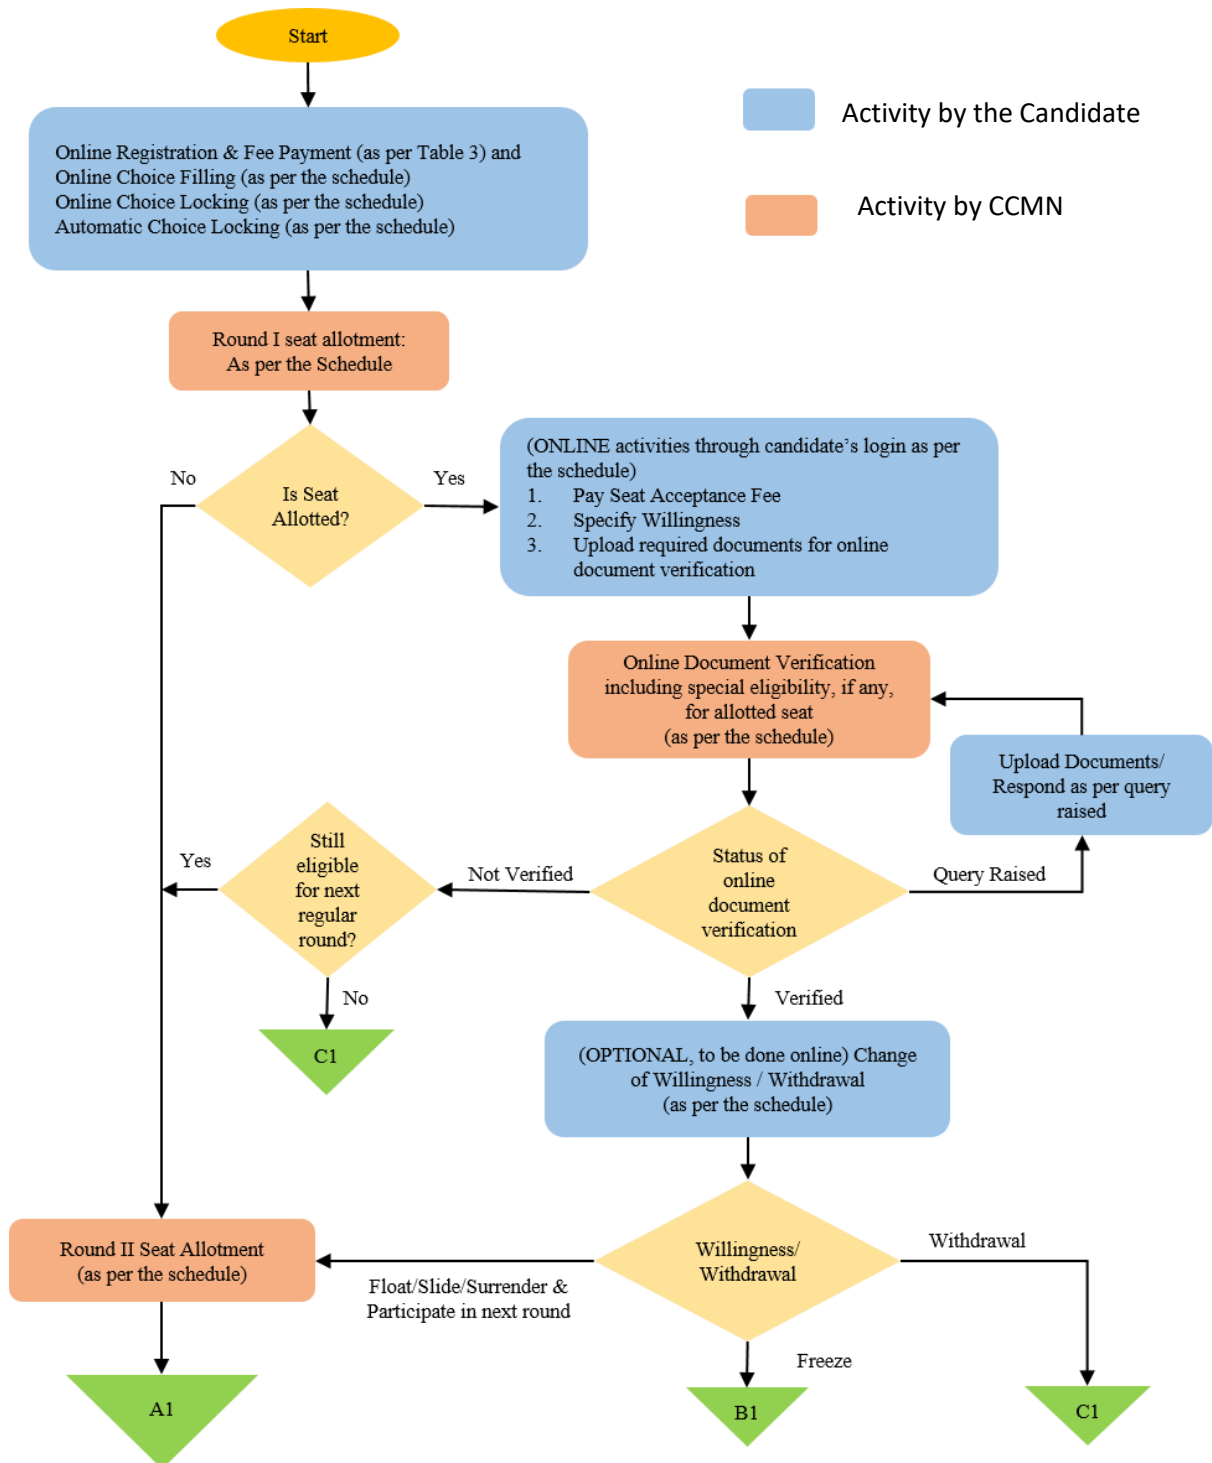 Start
Activity by the Candidate
Online Registration & Fee Payment (as per Table 3) and
Online Choice Filling (as per the schedule)
Online Choice Locking (as per the schedule)
Automatic Choice Locking (as per the schedule)
Activity by CCMN
Round I seat allotment:
As per the Schedule
No
Is Seat
Allotted?
Yes
(ONLINE activities through candidate’s login as per
the schedule)
1. Pay Seat Acceptance Fee
2. Specify Willingness
3. Upload required documents for online
document verification
Online Document Verification
including special eligibility, if any,
for allotted seat
(as per the schedule)
Upload Documents/
Respond as per query
raised
Yes
Still
eligible
for next
regular
round?
Not Verified
Status of
online
document
verification
Query Raised
No
C1
Verified
(OPTIONAL, to be done online) Change
of Willingness / Withdrawal
(as per the schedule)
Round II Seat Allotment
(as per the schedule)
Float/Slide/Surrender &
Participate in next round
Willingness/
Withdrawal
Withdrawal
Freeze
A1
B1
C1